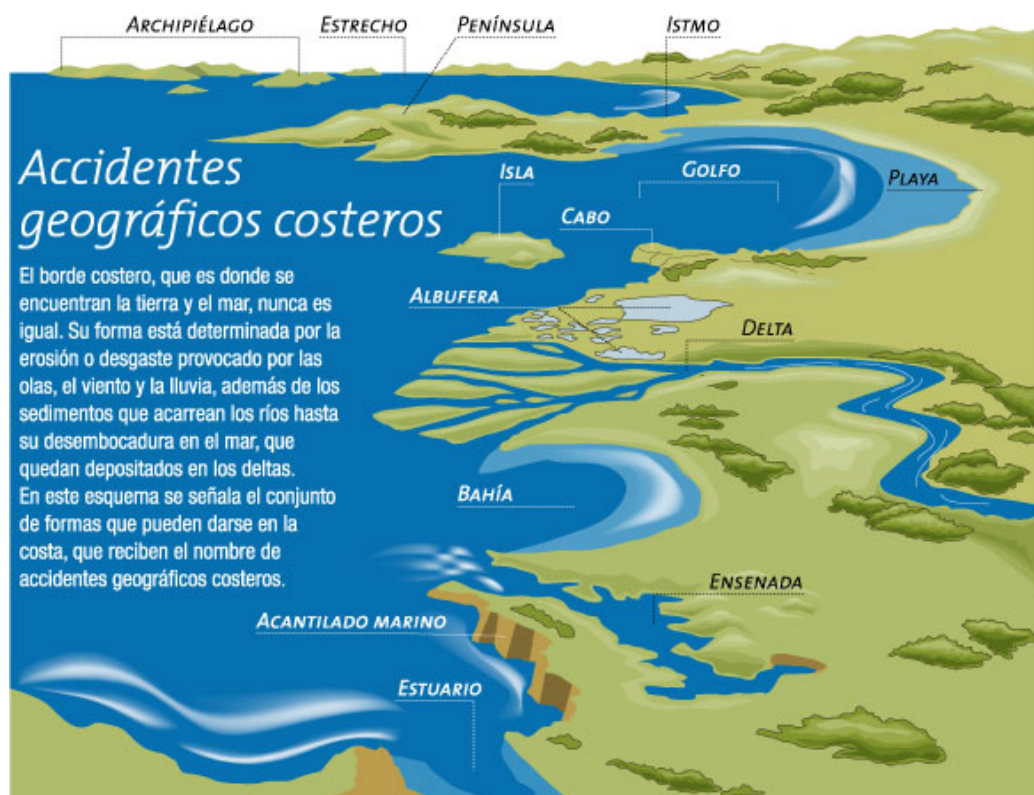 ARCHIPIÉLAGO
ESTRECHO
PENÍNSULA
ISTMO
Accidentes
geográficos costeros
ISLA
GOLFO
PLAYA
CABO
El borde costero, que es donde se
encuentran la tierra y el mar, nunca es
igual. Su forma está determinada por la
erosión o desgaste provocado por las
olas, el viento y la lluvia, además de los
sedimentos que acarrean los ríos hasta
su desembocadura en el mar, que
quedan depositados en los deltas.
En este esquema se señala el conjunto
de formas que pueden darse en la
costa, que reciben el nombre de
accidentes geográficos costeros.
ALBUFERA
DELTA
BAHÍA
ENSENADA
ACANTILADO MARINO
ESTUARIO